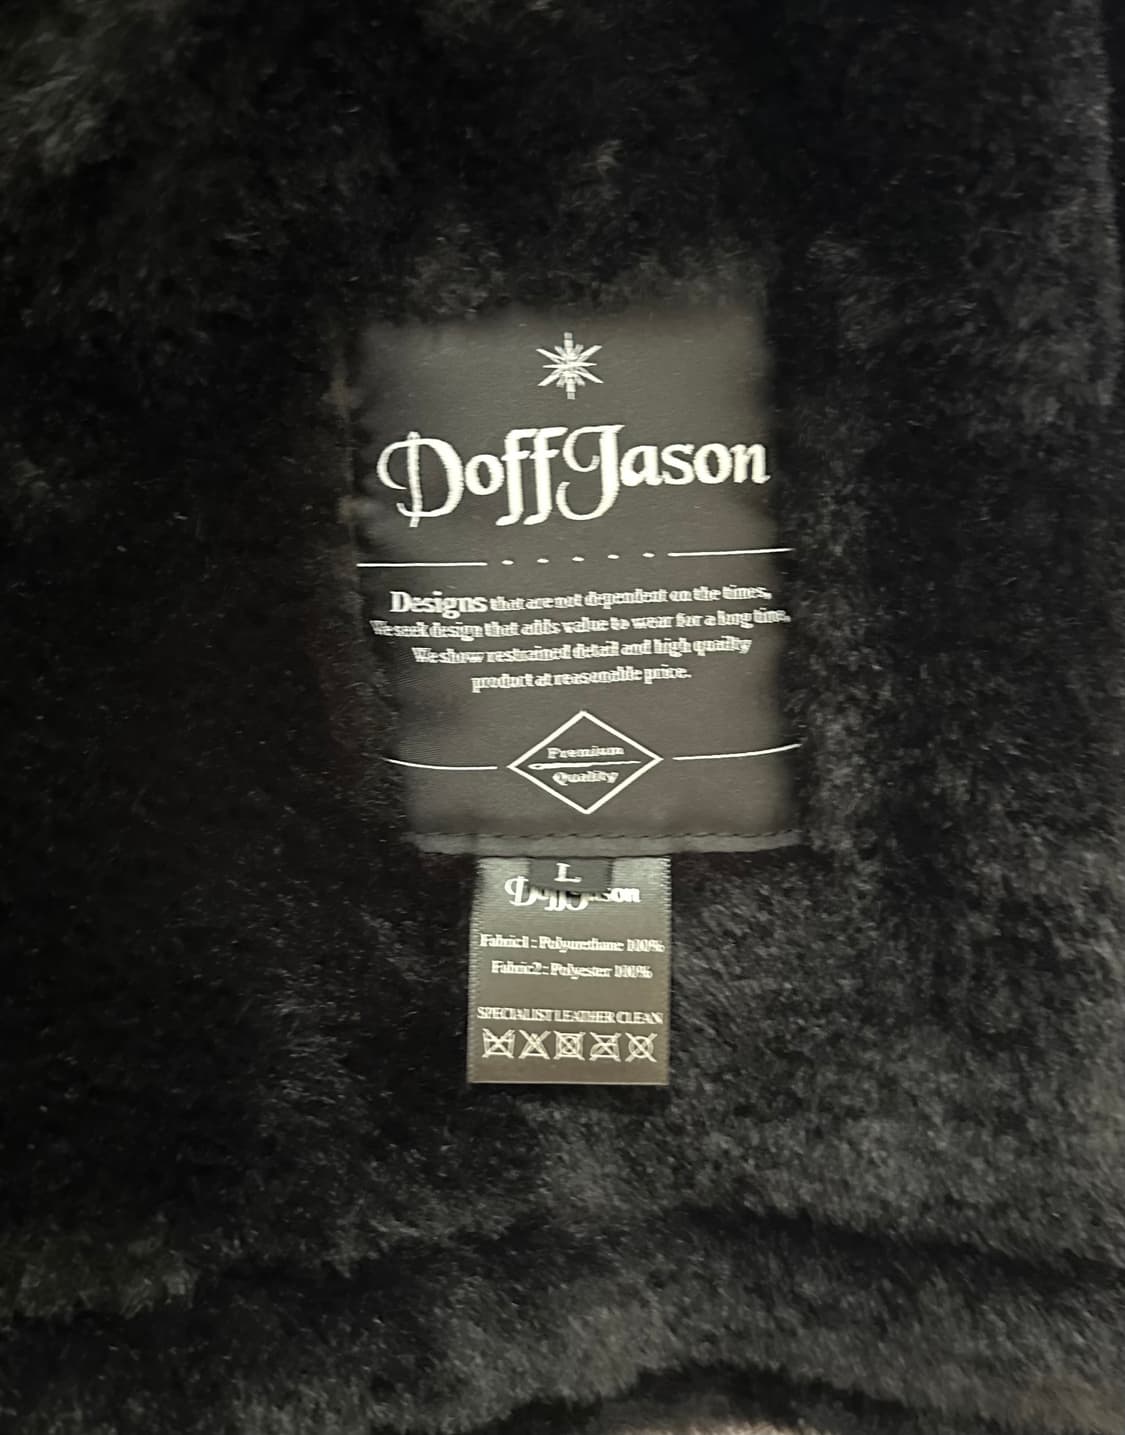 DoffJason
Designs that are not dependent on the times,
We seek design that adds value to wear for a long time.
We show restrained detail and high quality
product at reasonable price.
Premium
Quality
L
DoffJason
Fabric1 : Polyurethane 100%
Fabric2 : Polyester 100%
SPECIALIST LEATHER CLEAN